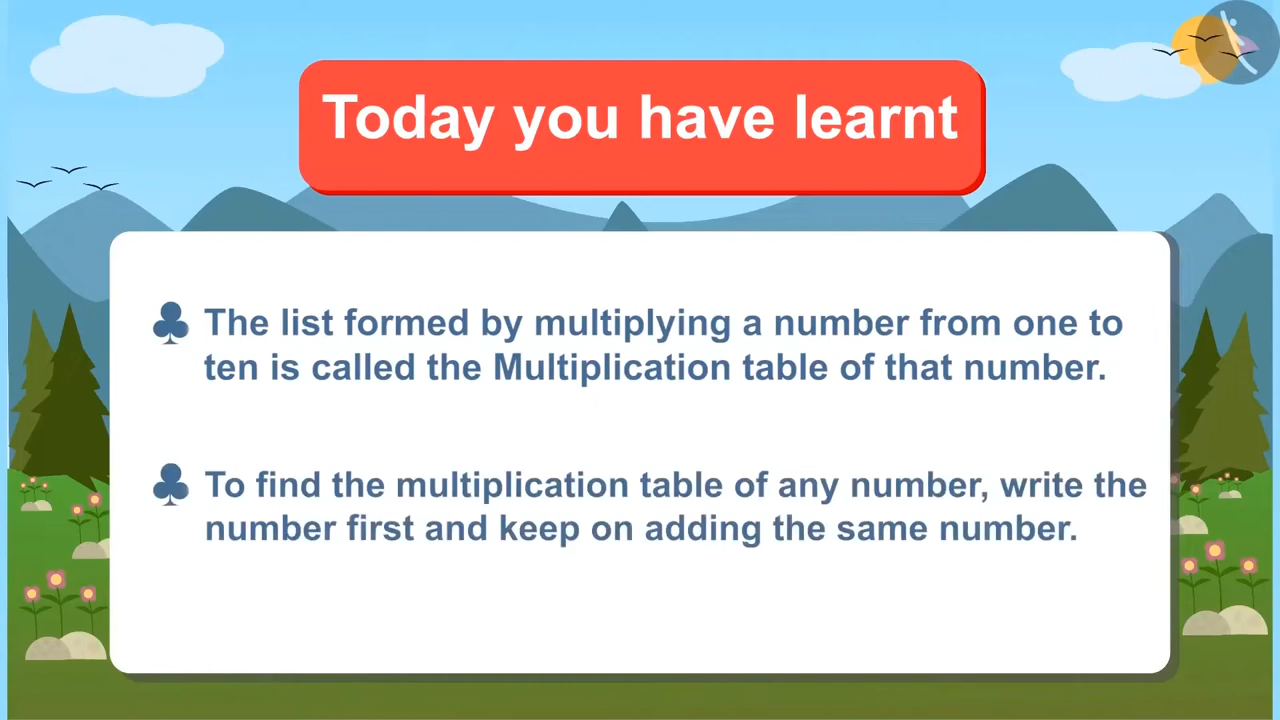 Today you have learnt
♣ The list formed by multiplying a number from one to
ten is called the Multiplication table of that number.
♣ To find the multiplication table of any number, write the
number first and keep on adding the same number.